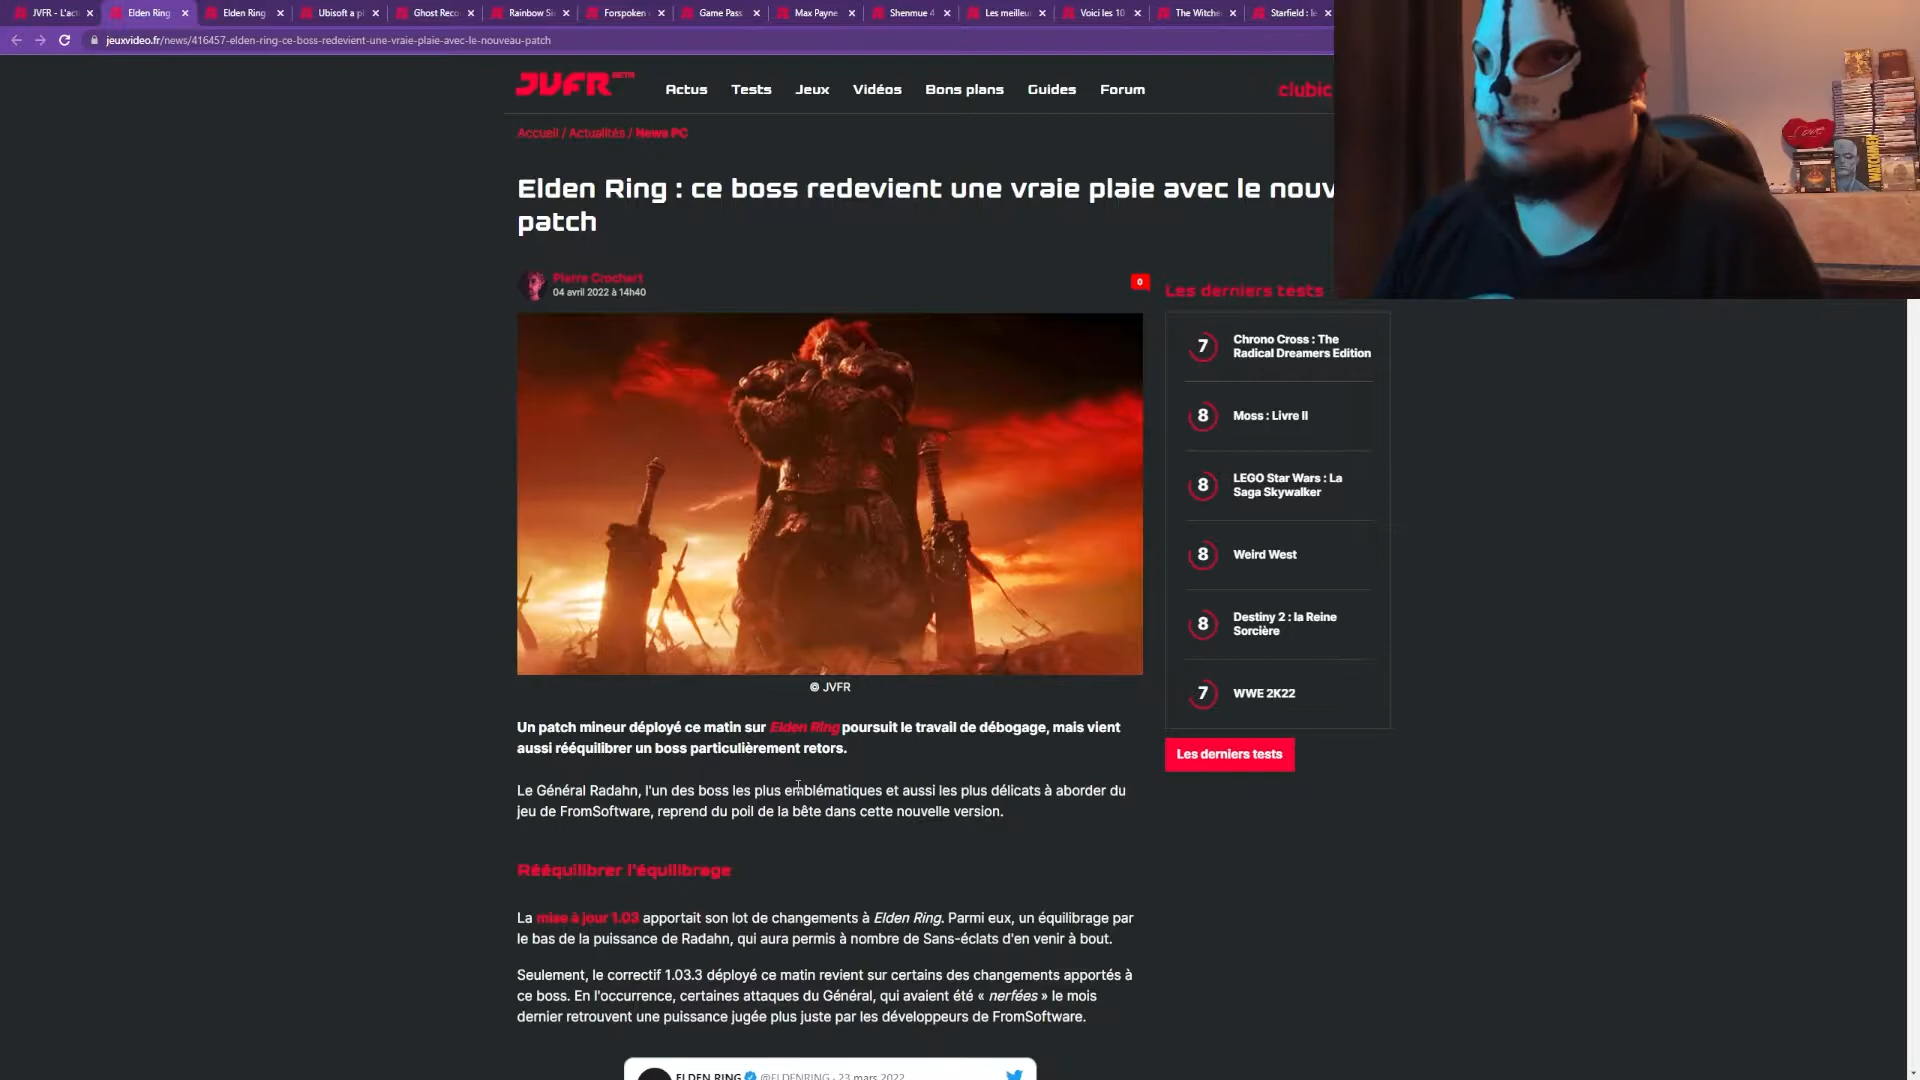 JVFR - L'act
Elden Ring
Elden Ring
Ubisoft a pl
Ghost Reco
Rainbow Si
Forspoken
Game Pass
Max Payne
Shenmue 4
Les meilleu
Voici les 10
The Witche
Starfield : le
jeuxvideo.fr/news/416457-elden-ring-ce-boss-redevient-une-vraie-plaie-avec-le-nouveau-patch
JVFR BETA
Actus Tests Jeux Vidéos Bons plans Guides Forum
clubic
Accueil / Actualités / News PC
Elden Ring : ce boss redevient une vraie plaie avec le nouv
patch
Pierre Crochart
04 avril 2022 à 14h40
0
© JVFR
Un patch mineur déployé ce matin sur Elden Ring poursuit le travail de débogage, mais vient
aussi rééquilibrer un boss particulièrement retors.
Le Général Radahn, l'un des boss les plus emblématiques et aussi les plus délicats à aborder du
jeu de FromSoftware, reprend du poil de la bête dans cette nouvelle version.
Rééquilibrer l'équilibrage
La mise à jour 1.03 apportait son lot de changements à Elden Ring. Parmi eux, un équilibrage par
le bas de la puissance de Radahn, qui aura permis à nombre de Sans-éclats d'en venir à bout.
Seulement, le correctif 1.03.3 déployé ce matin revient sur certains des changements apportés à
ce boss. En l'occurrence, certaines attaques du Général, qui avaient été « nerfées » le mois
dernier retrouvent une puissance jugée plus juste par les développeurs de FromSoftware.
ELDEN RING @ELDENRING · 23 mars 2022
Les derniers tests
7 Chrono Cross : The
Radical Dreamers Edition
8 Moss : Livre II
8 LEGO Star Wars : La
Saga Skywalker
8 Weird West
8 Destiny 2 : la Reine
Sorcière
7 WWE 2K22
Les derniers tests
Love
WATCHMEN